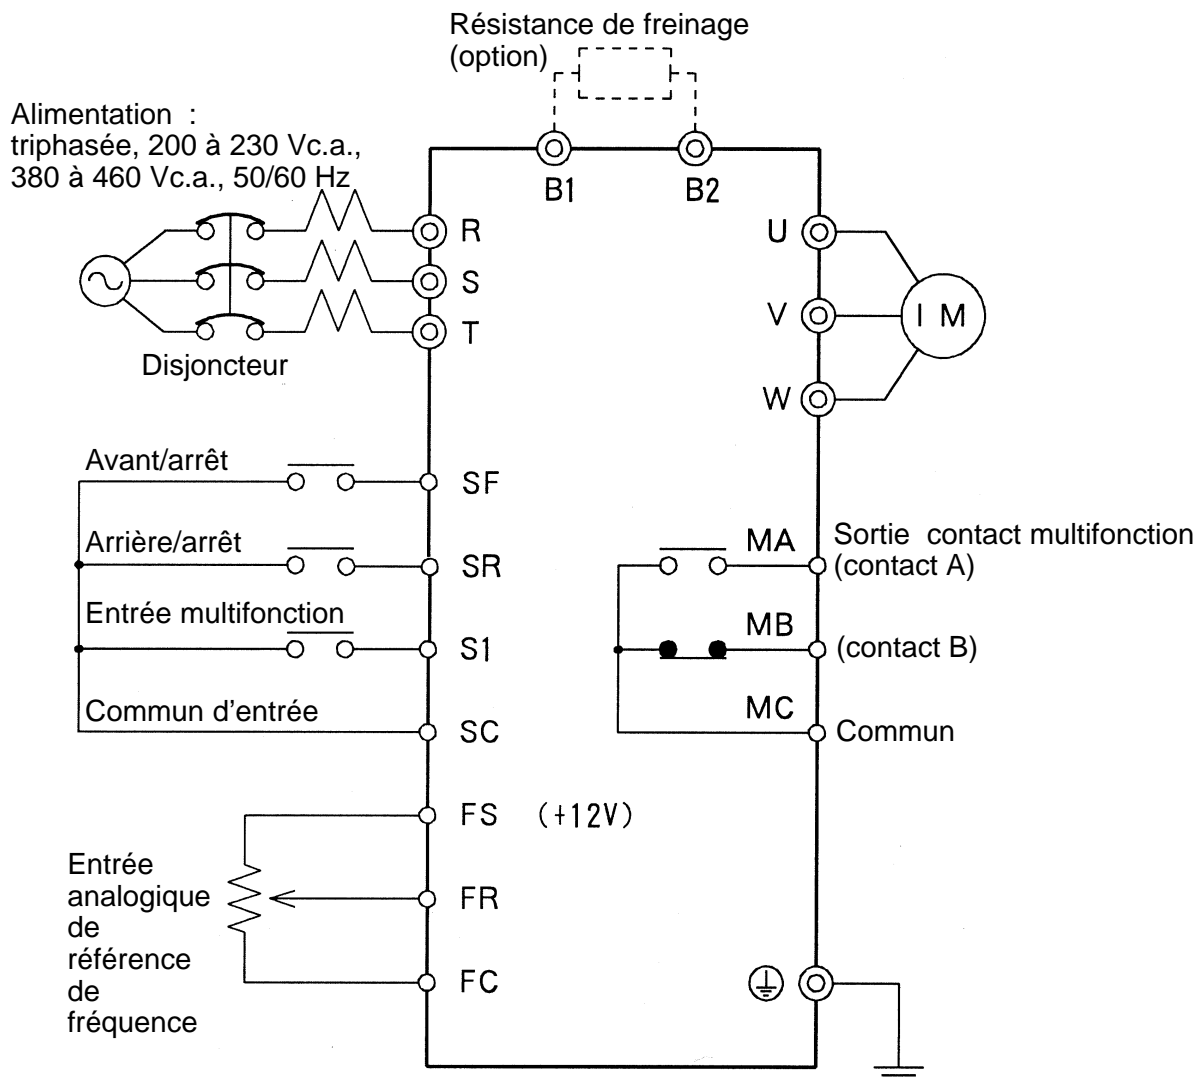 Résistance de freinage
(option)
Alimentation :
triphasée, 200 à 230 Vc.a.,
380 à 460 Vc.a., 50/60 Hz
B1
B2
R
S
T
Disjoncteur
U
V
W
I M
Avant/arrêt
SF
Arrière/arrêt
SR
Entrée multifonction
S1
Commun d'entrée
SC
MA
Sortie contact multifonction
(contact A)
MB
(contact B)
MC
Commun
FS (+12V)
Entrée
analogique
de
référence
de
fréquence
FR
FC